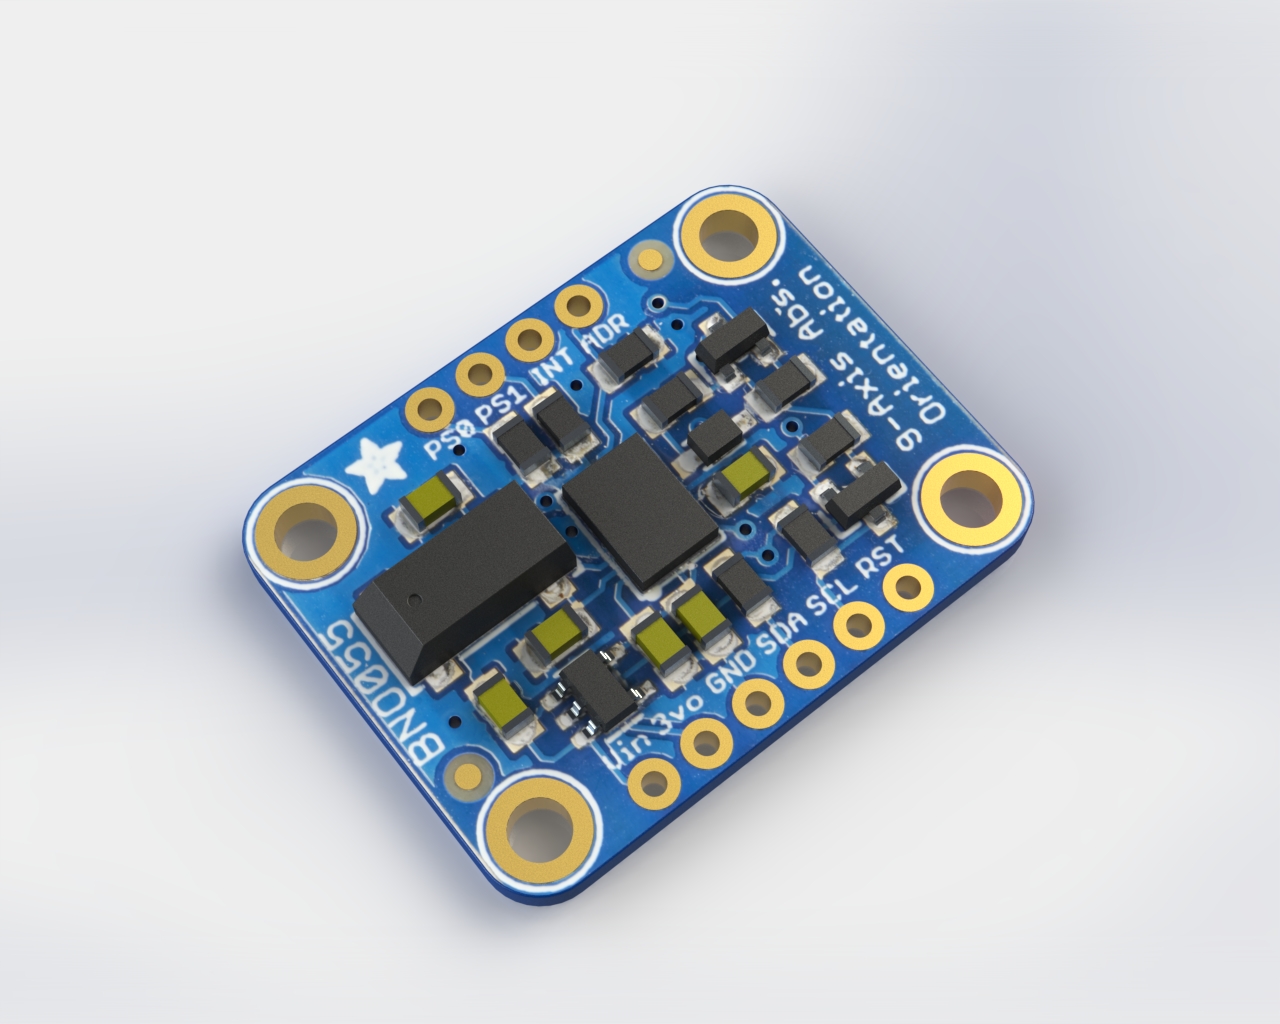 PS0 PS1 INT ADR
9-Axis Abs.
Orientation
BNO055
Vin 3vo GND SDA SCL RST